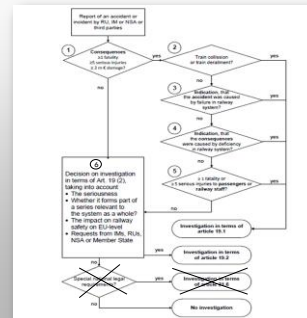 Report of an accident or
incident by RU, IM or NSA or
third parties
1
Consequences
≥1 fatality
≥5 serious injuries
≥ 2 m € damage?
yes
2
Train collision
or train derailment?
yes
no
no
3
Indication, that
the accident was caused
by failure in railway
system?
yes
no
4
Indication, that the
consequences
were caused by deficiency
in railway system?
yes
no
5
≥ 1 fatality or
≥ 5 serious injuries to passengers or
railway staff?
yes
no
6
Decision on investigation
in terms of Art. 19 (2),
taking into account
• The seriousness
• Whether it forms part of
a series relevant to
the system as a whole?
• The impact on railway
safety on EU-level
• Requests from IMs, RUs,
NSA or Member State
Investigation in terms of
article 19.1
yes
Investigation in terms
of article 19.2
no
Special national legal
requirements?
yes
Investigation in terms
of article
no
No investigation